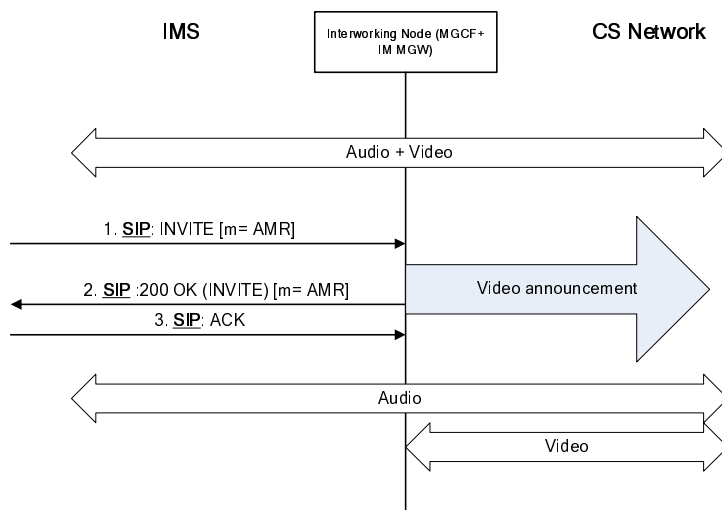 IMS
Interworking Node (MGCF+
IM MGW)
CS Network
Audio + Video
1. SIP: INVITE [m= AMR]
Video announcement
2. SIP :200 OK (INVITE) [m= AMR]
3. SIP: ACK
Audio
Video